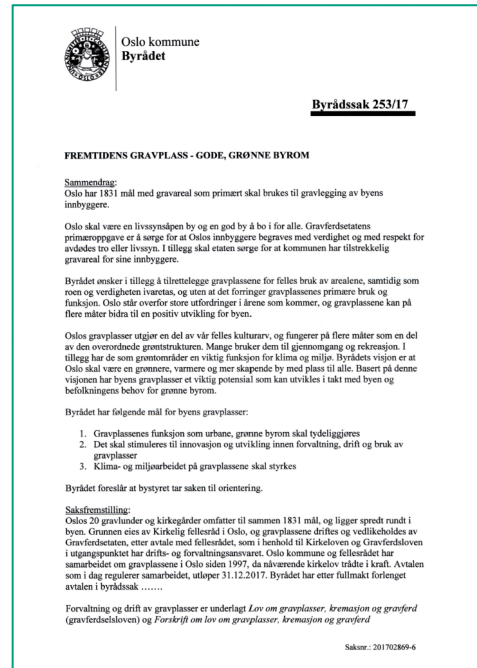 Oslo kommune
Byrådet
Byrådssak 253/17
FREMTIDENS GRAVPLASS - GODE, GRØNNE BYROM
Sammendrag:
Oslo har 1831 mål med gravareal som primært skal brukes til gravlegging av byens
innbyggere.
Oslo skal være en livssynsåpen by og en god by å bo i for alle. Gravferdsetatens
primæroppgave er å sørge for at Oslos innbyggere begraves med verdighet og med respekt for
avdødes tro eller livssyn. I tillegg skal etaten sørge for at kommunen har tilstrekkelig
gravareal for sine innbyggere.
Byrådet ønsker i tillegg å tilrettelegge gravplassene for felles bruk av arealene, samtidig som
roen og verdigheten ivaretas, og uten at det forringer gravplassenes primære bruk og
funksjon. Oslo står overfor store utfordringer i årene som kommer, og gravplassene kan på
flere måter bidra til en positiv utvikling for byen.
Oslos gravplasser utgjør en del av vår felles kulturarv, og fungerer på flere måter som en del
av den overordnede grøntstrukturen. Mange bruker dem til gjennomgang og rekreasjon. I
tillegg har de som grøntområder en viktig funksjon for klima og miljø. Byrådets visjon er at
Oslo skal være en grønnere, varmere og mer skapende by med plass til alle. Basert på denne
visjonen har byens gravplasser et viktig potensial som kan utvikles i takt med byen og
befolkningens behov for grønne byrom.
Byrådet har følgende mål for byens gravplasser:
1. Gravplassenes funksjon som urbane, grønne byrom skal tydeliggjøres
2. Det skal stimuleres til innovasjon og utvikling innen forvaltning, drift og bruk av
gravplasser
3. Klima- og miljøarbeidet på gravplassene skal styrkes
Byrådet foreslår at bystyret tar saken til orientering.
Saksfremstilling:
Oslos 20 gravlunder og kirkegårder omfatter til sammen 1831 mål, og ligger spredt rundt i
byen. Grunnen eies av Kirkelig fellesråd i Oslo, og gravplassene driftes og vedlikeholdes av
Gravferdsetaten, etter avtale med fellesrådet, som i henhold til Kirkeloven og Gravferdsloven
i utgangspunktet har drifts- og forvaltningsansvaret. Oslo kommune og fellesrådet har
samarbeidet om gravplassene i Oslo siden 1997, da nåværende kirkelov trådte i kraft. Avtalen
som i dag regulerer samarbeidet, utløper 31.12.2017. Byrådet har etter fullmakt forlenget
avtalen i byrådssak …….
Forvaltning og drift av gravplasser er underlagt Lov om gravplasser, kremasjon og gravferd
(gravferdselsloven) og Forskrift om lov om gravplasser, kremasjon og gravferd
Saksnr.: 201702869-6